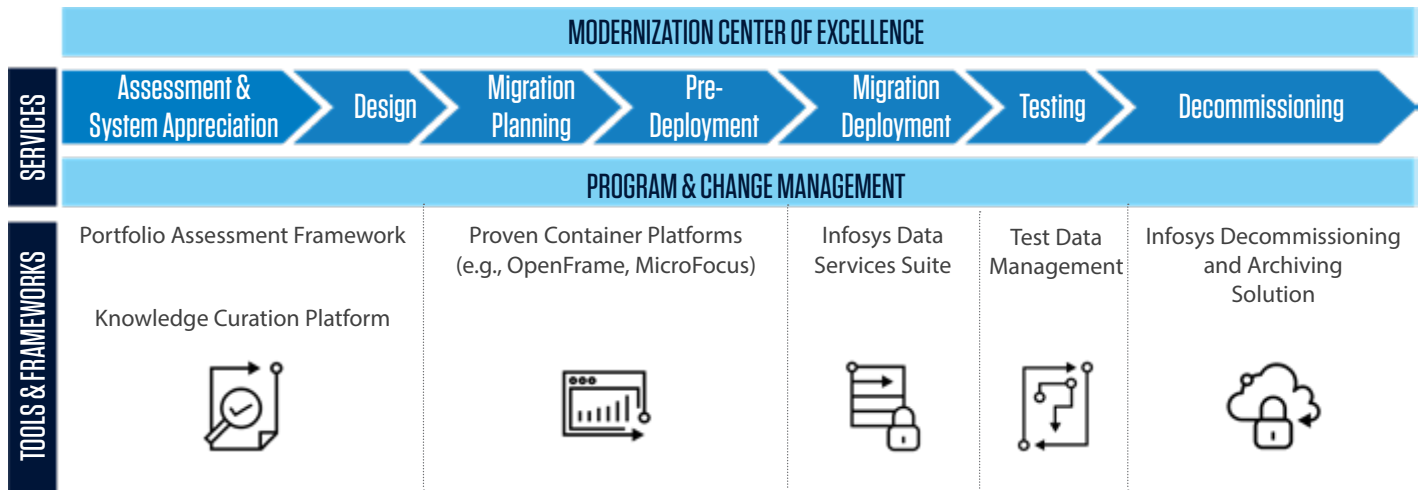 MODERNIZATION CENTER OF EXCELLENCE
SERVICES
Assessment &
System Appreciation
Design
Migration
Planning
Pre-
Deployment
Migration
Deployment
Testing
Decommissioning
PROGRAM & CHANGE MANAGEMENT
TOOLS & FRAMEWORKS
Portfolio Assessment Framework
Knowledge Curation Platform
Proven Container Platforms
(e.g., OpenFrame, MicroFocus)
Infosys Data
Services Suite
Test Data
Management
Infosys Decommissioning
and Archiving
Solution